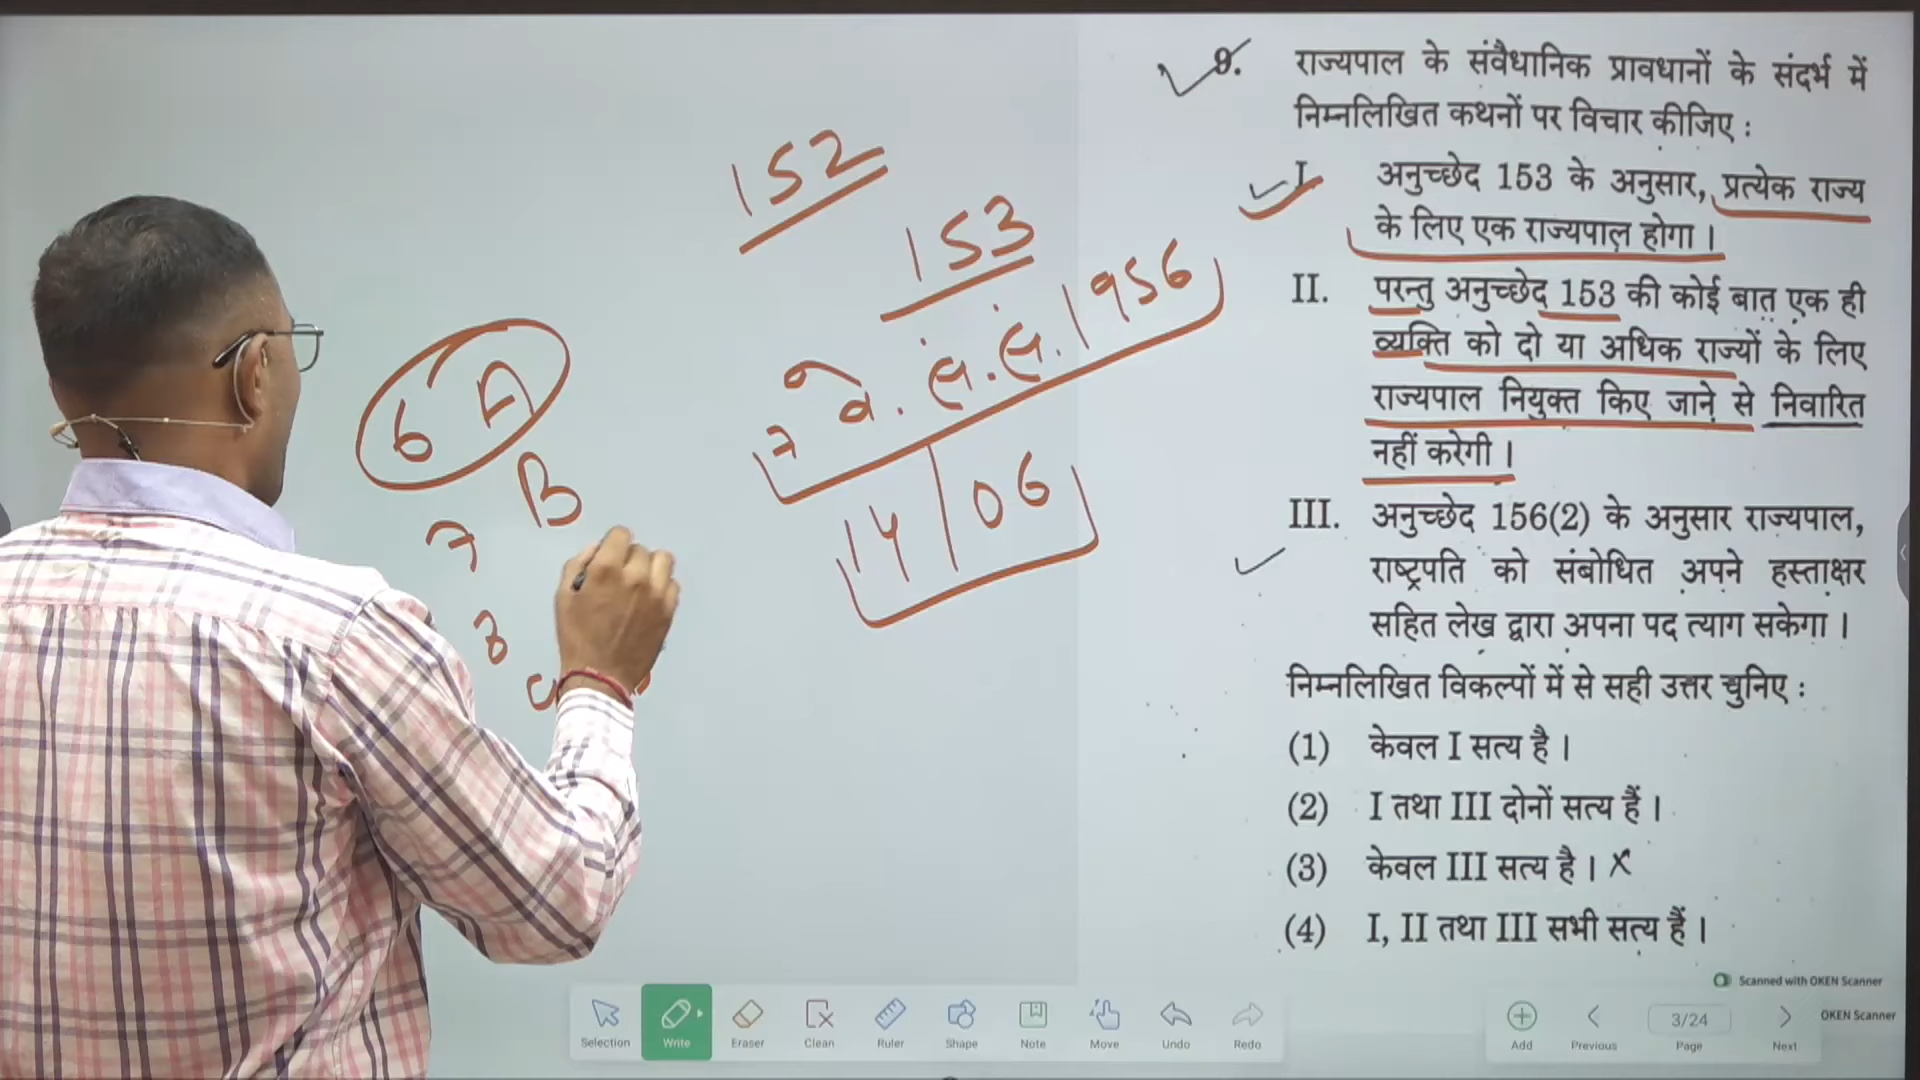 9. राज्यपाल के संवैधानिक प्रावधानों के संदर्भ में
निम्नलिखित कथनों पर विचार कीजिए :
I. अनुच्छेद 153 के अनुसार, प्रत्येक राज्य
के लिए एक राज्यपाल होगा ।
II. परन्तु अनुच्छेद 153 की कोई बात एक ही
व्यक्ति को दो या अधिक राज्यों के लिए
राज्यपाल नियुक्त किए जाने से निवारित
नहीं करेगी ।
III. अनुच्छेद 156(2) के अनुसार राज्यपाल,
राष्ट्रपति को संबोधित अपने हस्ताक्षर
सहित लेख द्वारा अपना पद त्याग सकेगा ।
निम्नलिखित विकल्पों में से सही उत्तर चुनिए :
(1) केवल I सत्य है ।
(2) I तथा III दोनों सत्य हैं ।
(3) केवल III सत्य है । X
(4) I, II तथा III सभी सत्य हैं ।
152
153
7 वे. सं. सं. 1956
14 06
6 A
B
7
8
Scanned with OKEN Scanner
OKEN Scanner
Selection
Write
Eraser
Clean
Ruler
Shape
Note
Move
Undo
Redo
Add
Previous
3/24
Page
Next